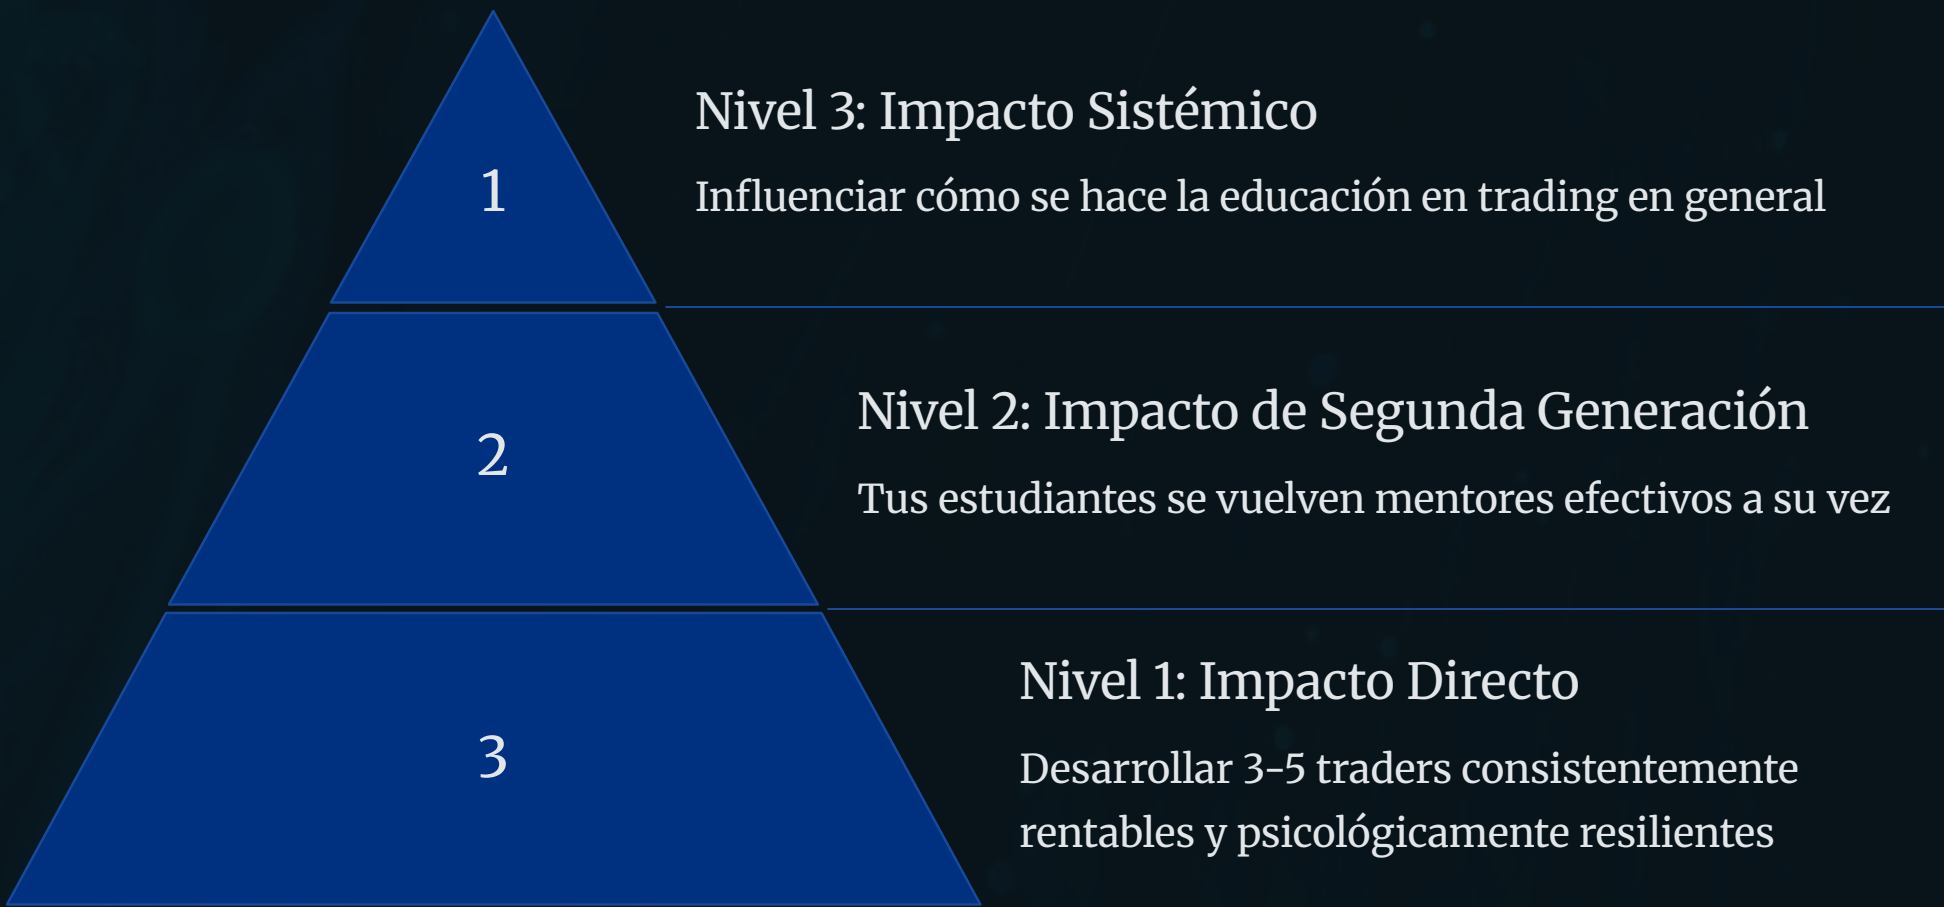 1
Nivel 3: Impacto Sistémico
Influenciar cómo se hace la educación en trading en general
2
Nivel 2: Impacto de Segunda Generación
Tus estudiantes se vuelven mentores efectivos a su vez
3
Nivel 1: Impacto Directo
Desarrollar 3-5 traders consistentemente
rentables y psicológicamente resilientes